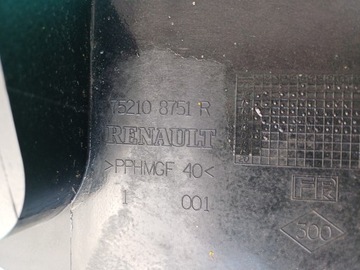 75210 8751 R
RENAULT
>PPHMGF 40<
1 001
FR
500